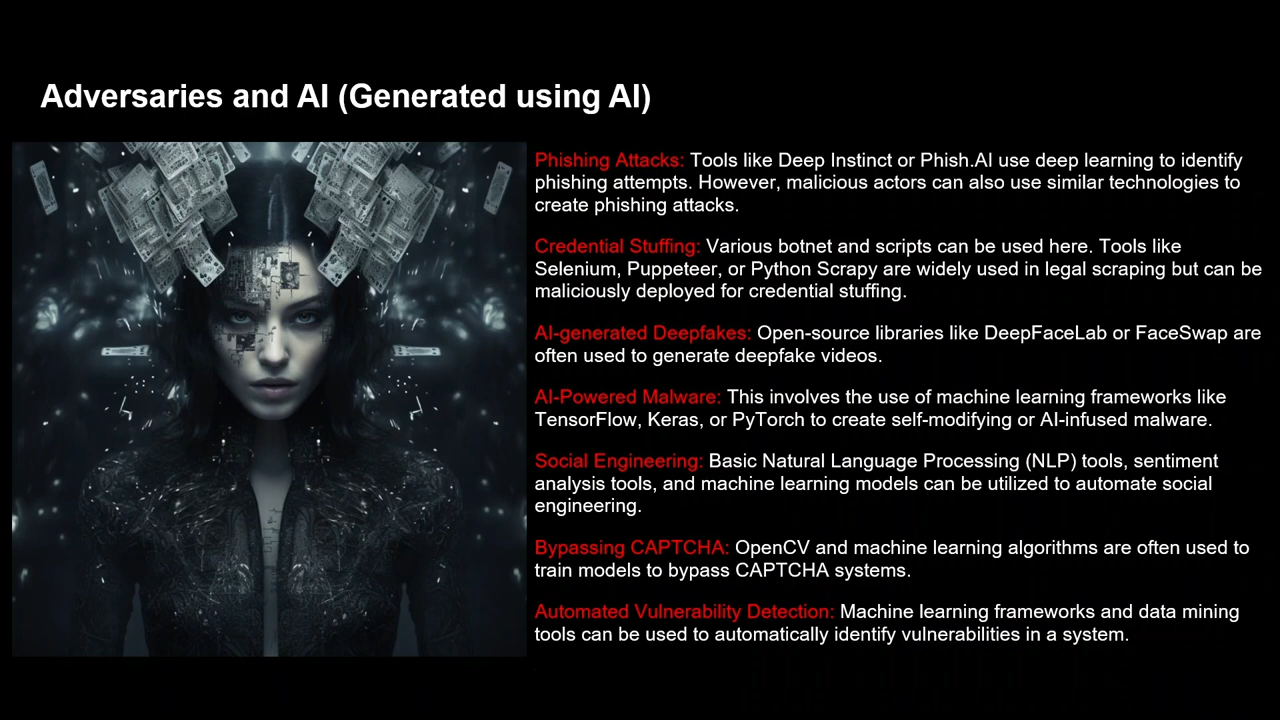 Adversaries and AI (Generated using AI)
Phishing Attacks: Tools like Deep Instinct or Phish.AI use deep learning to identify
phishing attempts. However, malicious actors can also use similar technologies to
create phishing attacks.
Credential Stuffing: Various botnet and scripts can be used here. Tools like
Selenium, Puppeteer, or Python Scrapy are widely used in legal scraping but can be
maliciously deployed for credential stuffing.
AI-generated Deepfakes: Open-source libraries like DeepFaceLab or FaceSwap are
often used to generate deepfake videos.
AI-Powered Malware: This involves the use of machine learning frameworks like
TensorFlow, Keras, or PyTorch to create self-modifying or AI-infused malware.
Social Engineering: Basic Natural Language Processing (NLP) tools, sentiment
analysis tools, and machine learning models can be utilized to automate social
engineering.
Bypassing CAPTCHA: OpenCV and machine learning algorithms are often used to
train models to bypass CAPTCHA systems.
Automated Vulnerability Detection: Machine learning frameworks and data mining
tools can be used to automatically identify vulnerabilities in a system.